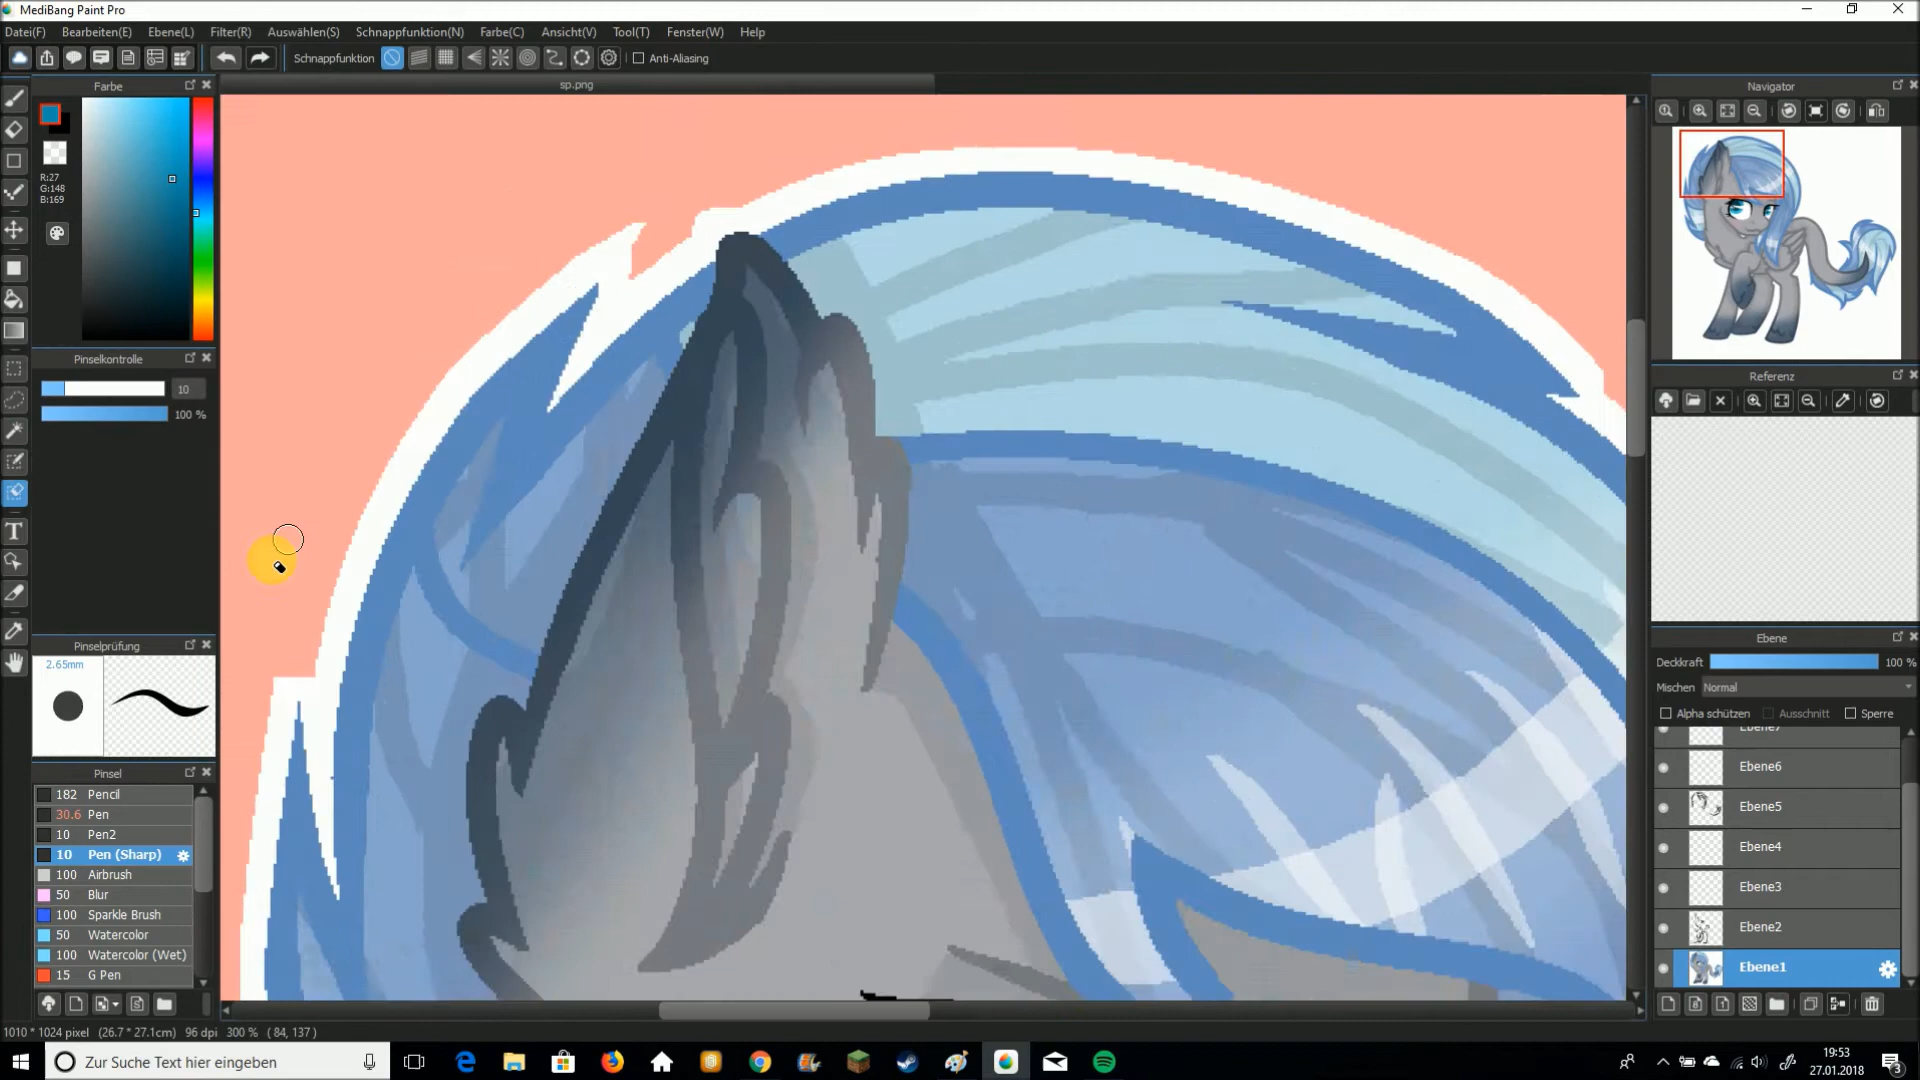 MediBang Paint Pro
Datei(F) Bearbeiten(E) Ebene(L) Filter(R) Auswählen(S) Schnappfunktion(N) Farbe(C) Ansicht(V) Tool(T) Fenster(W) Help
Schnappfunktion Anti-Aliasing
Farbe
sp.png
Navigator
R:27
G:148
B:169
Pinselkontrolle
10
100 %
Referenz
Pinselprüfung
2.65mm
Pinsel
182 Pencil
30.6 Pen
10 Pen2
10 Pen (Sharp)
100 Airbrush
50 Blur
100 Sparkle Brush
50 Watercolor
100 Watercolor (Wet)
15 G Pen
Ebene
Deckkraft 100 %
Mischen Normal
Alpha schützen Ausschnitt Sperre
Ebene7
Ebene6
Ebene5
Ebene4
Ebene3
Ebene2
Ebene1
1010 * 1024 pixel (26.7 * 27.1cm) 96 dpi 300 % ( 84, 137 )
Zur Suche Text hier eingeben
19:53
27.01.2018
3